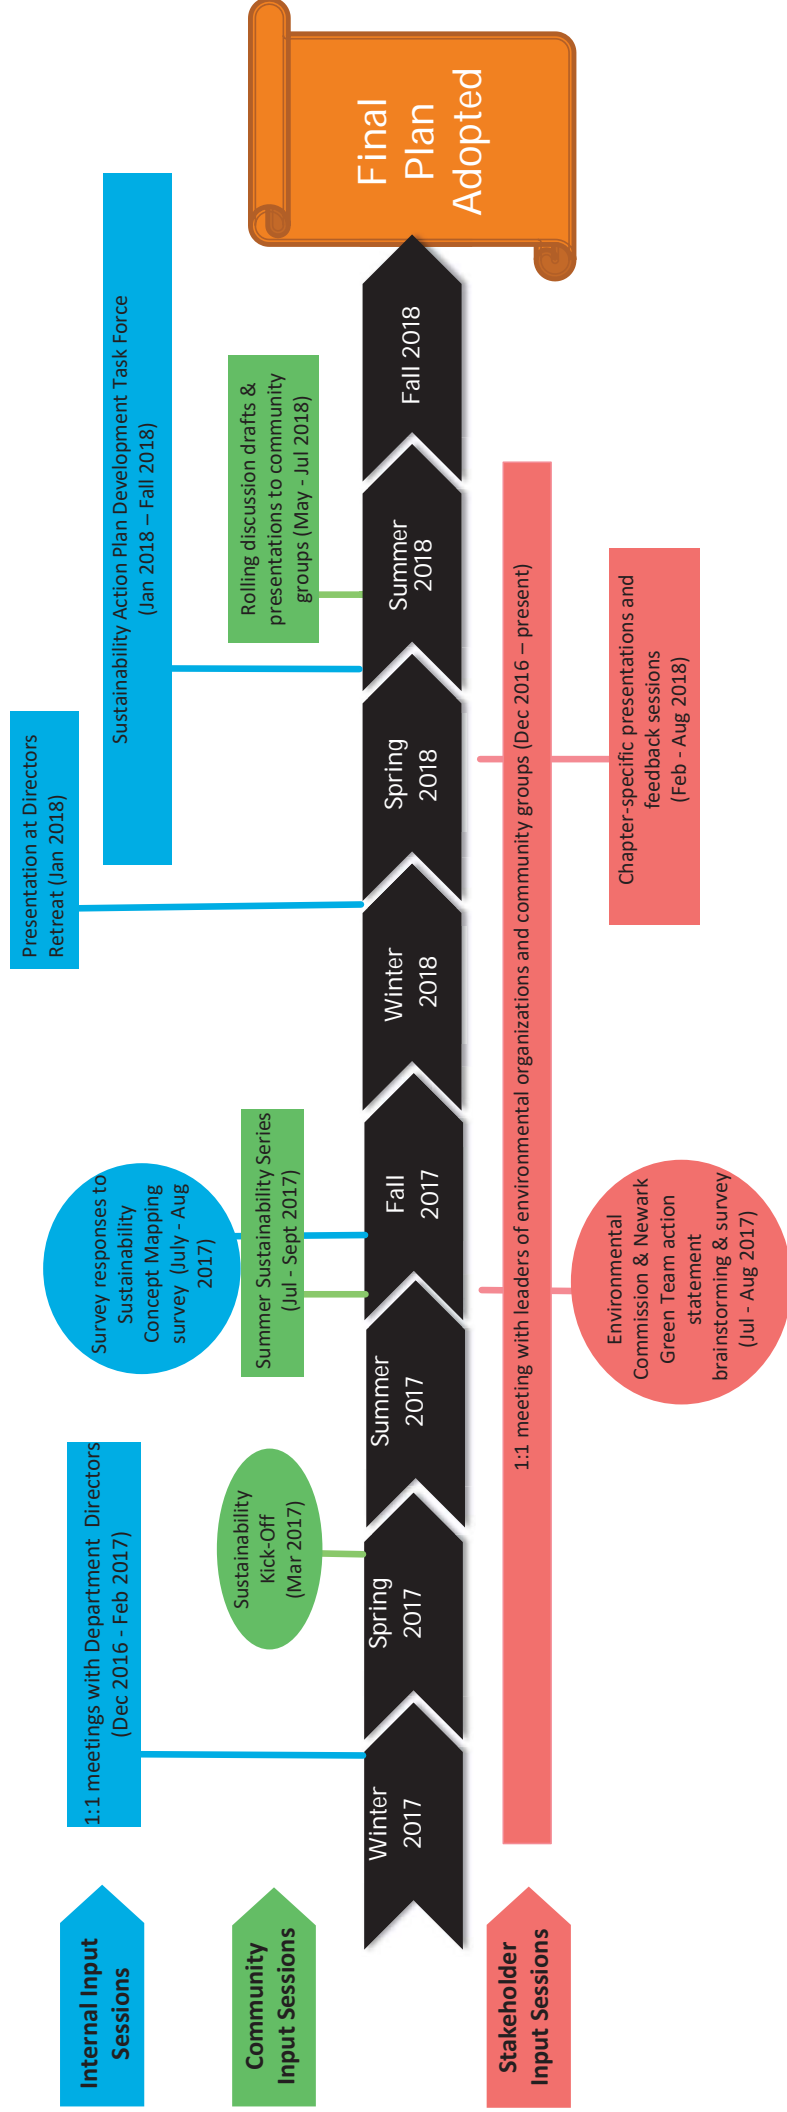 Internal Input
Sessions
1:1 meetings with Department Directors
(Dec 2016 - Feb 2017)
Survey responses to
Sustainability
Concept Mapping
survey (July - Aug
2017)
Presentation at Directors
Retreat (Jan 2018)
Sustainability Action Plan Development Task Force
(Jan 2018 – Fall 2018)
Community
Input Sessions
Sustainability
Kick-Off
(Mar 2017)
Summer Sustainability Series
(Jul - Sept 2017)
Rolling discussion drafts &
presentations to community
groups (May - Jul 2018)
Winter
2017
Spring
2017
Summer
2017
Fall
2017
Winter
2018
Spring
2018
Summer
2018
Fall 2018
Final
Plan
Adopted
Stakeholder
Input Sessions
1:1 meeting with leaders of environmental organizations and community groups (Dec 2016 – present)
Environmental
Commission & Newark
Green Team action
statement
brainstorming & survey
(Jul - Aug 2017)
Chapter-specific presentations and
feedback sessions
(Feb - Aug 2018)